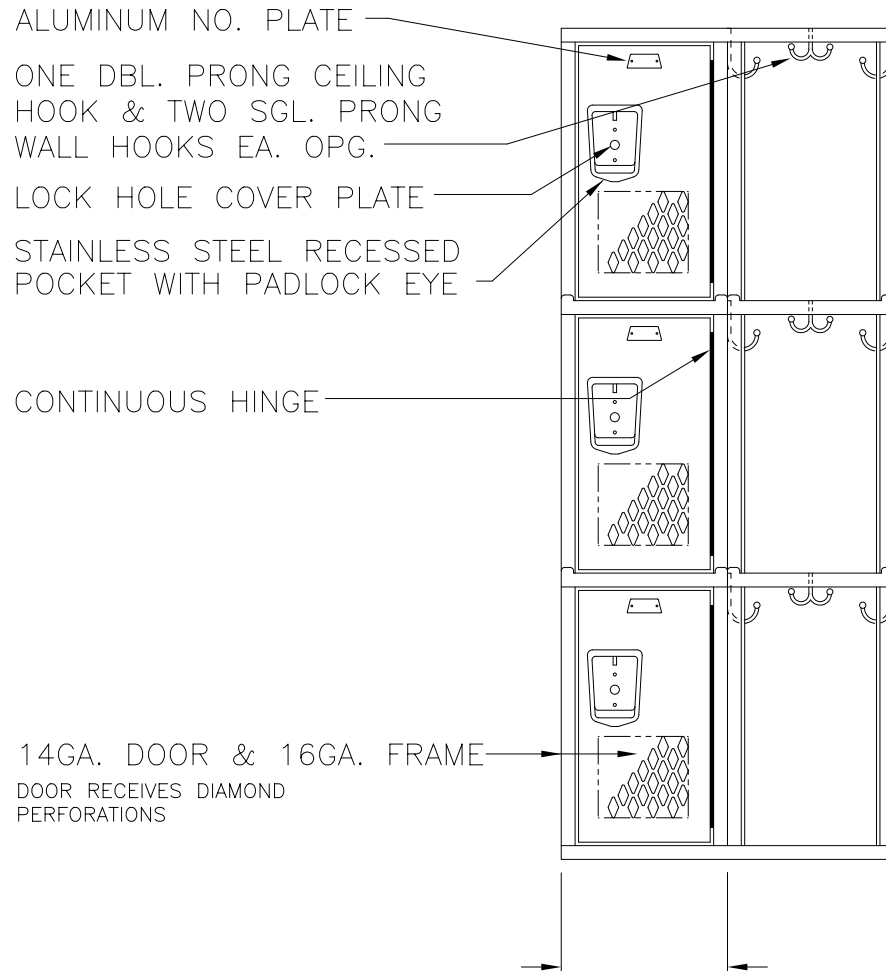 ALUMINUM NO. PLATE
ONE DBL. PRONG CEILING
HOOK & TWO SGL. PRONG
WALL HOOKS EA. OPG.
LOCK HOLE COVER PLATE
STAINLESS STEEL RECESSED
POCKET WITH PADLOCK EYE
CONTINUOUS HINGE
14GA. DOOR & 16GA. FRAME
DOOR RECEIVES DIAMOND
PERFORATIONS